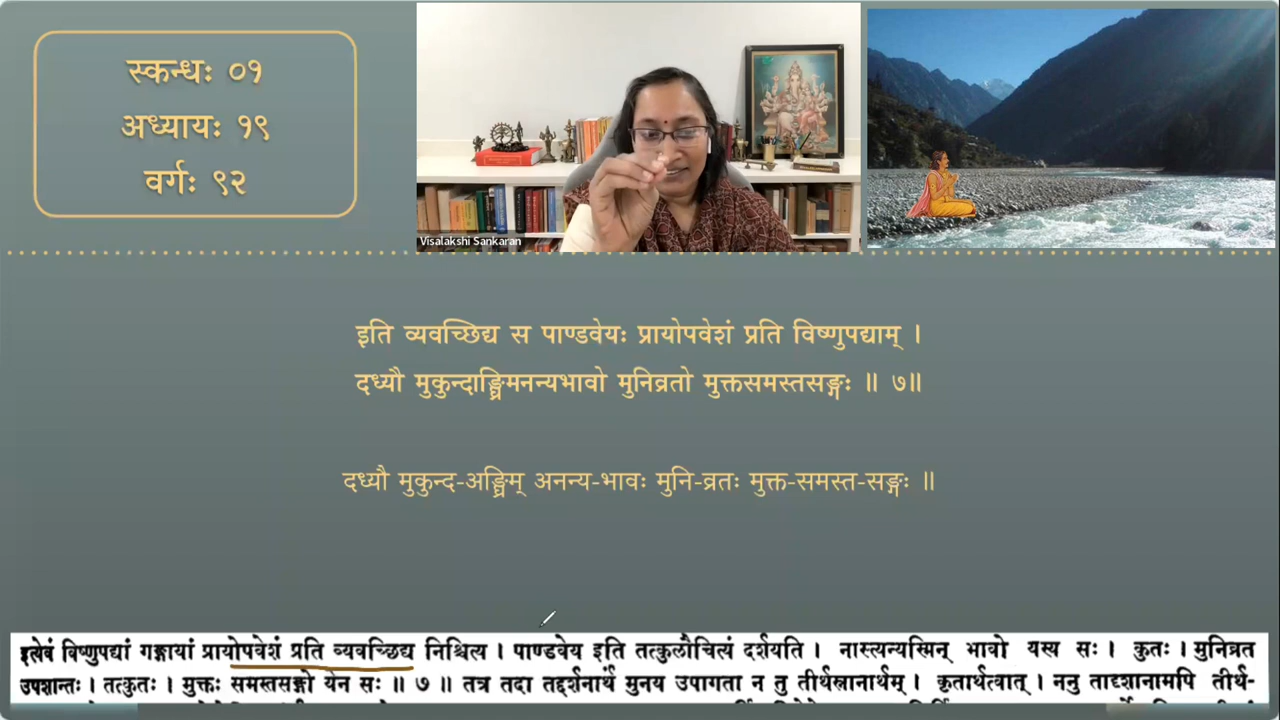 स्कन्धः ०१
अध्यायः १९
वर्गः ९२
Visalakshi Sankaran
इति व्यवच्छिद्य स पाण्डवेयः प्रायोपवेशं प्रति विष्णुपद्याम् ।
दध्यौ मुकुन्दाङ्घ्रिमनन्यभावो मुनिव्रतो मुक्तसमस्तसङ्गः ॥ ७॥
दध्यौ मुकुन्द-अङ्घ्रिम् अनन्य-भावः मुनि-व्रतः मुक्त-समस्त-सङ्गः ॥
इत्येवं विष्णुपद्यां गङ्गायां प्रायोपवेशं प्रति व्यवच्छिद्य निश्चित्य । पाण्डवेय इति तत्कुलौचित्यं दर्शयति । नास्त्यन्यस्मिन् भावो यस्य सः । कुतः । मुनिव्रत
उपशान्तः । तत्कुतः । मुक्तः समस्तसङ्गो येन सः ॥ ७ ॥ तत्र तदा तद्दर्शनार्थं मुनय उपागता न तु तीर्थस्नानार्थम् । कृतार्थत्वात् । ननु तादृशानामपि तीर्थ-